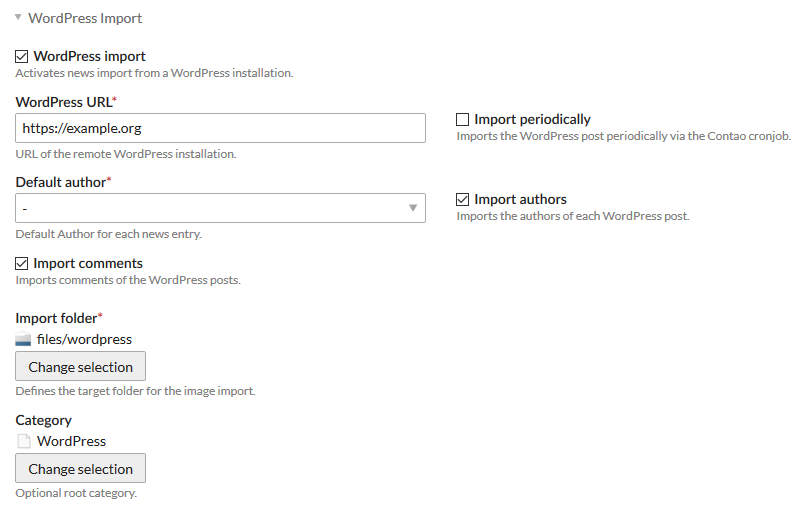 WordPress Import
WordPress import
Activates news import from a WordPress installation.
WordPress URL*
https://example.org
URL of the remote WordPress installation.
Import periodically
Imports the WordPress post periodically via the Contao cronjob.
Default author*
-
Default Author for each news entry.
Import authors
Imports the authors of each WordPress post.
Import comments
Imports comments of the WordPress posts.
Import folder*
files/wordpress
Change selection
Defines the target folder for the image import.
Category
WordPress
Change selection
Optional root category.